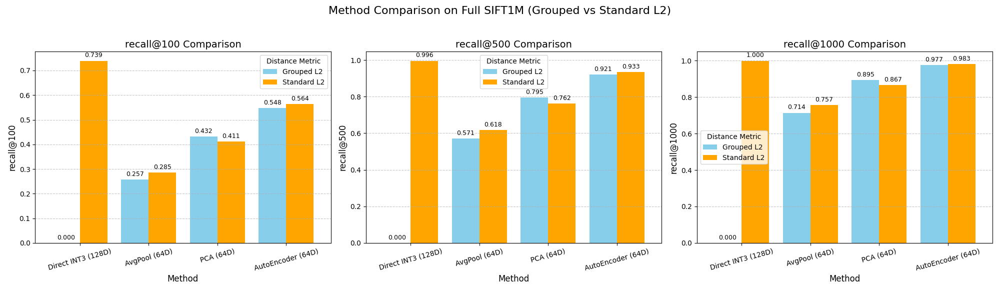 Method Comparison on Full SIFT1M (Grouped vs Standard L2)
recall@100 Comparison
0.739
Distance Metric
Grouped L2
Standard L2
0.7
0.6
0.5
0.4
0.3
0.2
0.1
0.0
recall@100
0.000
0.257
0.285
0.432
0.411
0.548
0.564
Direct INT3 (128D)
AvgPool (64D)
PCA (64D)
AutoEncoder (64D)
Method
recall@500 Comparison
0.996
Distance Metric
Grouped L2
Standard L2
1.0
0.8
0.6
0.4
0.2
0.0
recall@500
0.000
0.571
0.618
0.795
0.762
0.921
0.933
Direct INT3 (128D)
AvgPool (64D)
PCA (64D)
AutoEncoder (64D)
Method
recall@1000 Comparison
1.000
1.0
0.8
0.6
0.4
0.2
0.0
recall@1000
Distance Metric
Grouped L2
Standard L2
0.000
0.714
0.757
0.895
0.867
0.977
0.983
Direct INT3 (128D)
AvgPool (64D)
PCA (64D)
AutoEncoder (64D)
Method